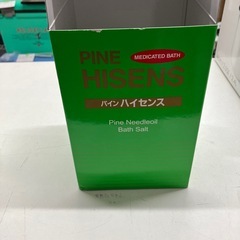 PINE
MEDICATED BATH
HISENS
パインハイセンス
Pine Needleoil
Bath Salt